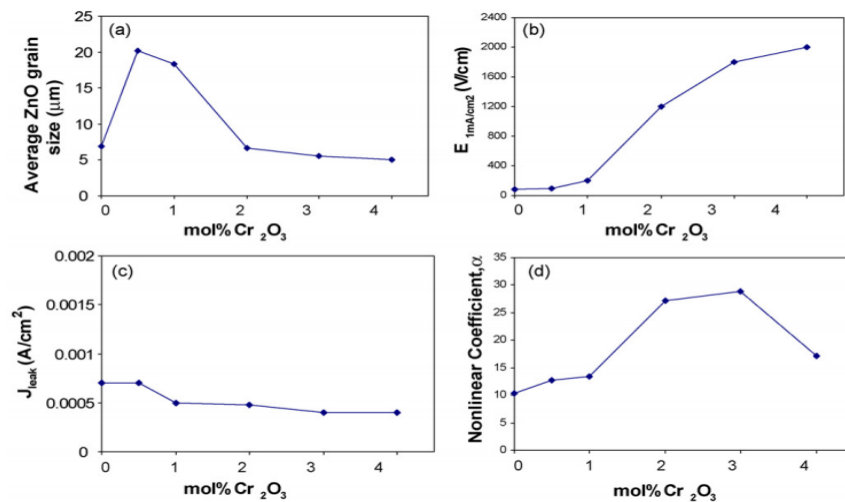 (a)
Average ZnO grain
size (μm)
25
20
15
10
5
0
0 1 2 3 4
mol% Cr ₂O₃
(b)
E 1mA/cm2 (V/cm)
2000
1600
1200
800
400
0
0 1 2 3 4
mol% Cr ₂O₃
(c)
J leak (A/cm²)
0.002
0.0015
0.001
0.0005
0
0 1 2 3 4
mol% Cr ₂O₃
(d)
Nonlinear Coefficient,α
35
30
25
20
15
10
5
0
0 1 2 3 4
mol% Cr ₂O₃